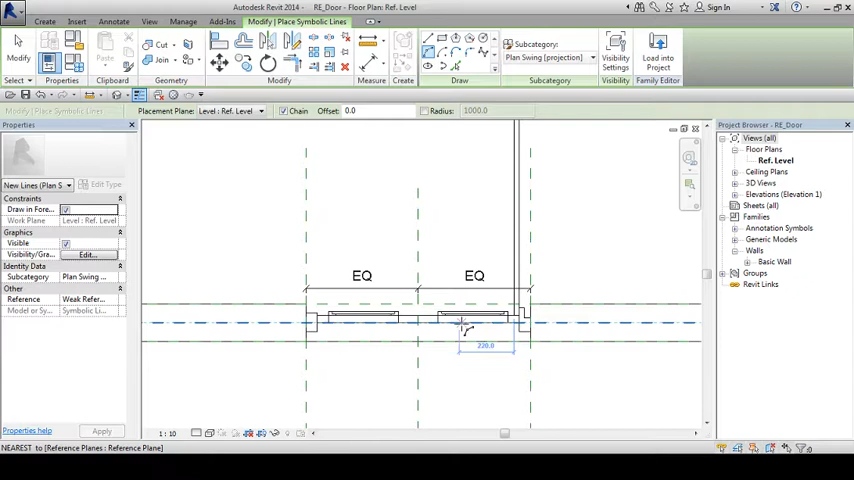 Autodesk Revit 2014 - RE_Door - Floor Plan: Ref. Level
Sign In
Create Insert Annotate View Manage Add-Ins Modify | Place Symbolic Lines
Modify
Paste
Cut
Join
Create
Subcategory:
Plan Swing [projection]
Visibility Settings
Load into Project
Select Properties Clipboard Geometry Modify Measure Create Draw Subcategory Visibility Family Editor
Modify | Place Symbolic Lines Placement Plane: Level : Ref. Level Chain Offset: 0.0 Radius: 1000.0
Properties
New Lines (Plan S
Edit Type
Constraints
Draw in Fore...
Work Plane Level : Ref. Level
Graphics
Visible
Visibility/Gra... Edit...
Identity Data
Subcategory Plan Swing ...
Other
Reference Weak Refer...
Model or Sy... Symbolic Li...
Properties help Apply
EQ EQ
220.0
1 : 10
Project Browser - RE_Door
Views (all)
Floor Plans
Ref. Level
Ceiling Plans
3D Views
Elevations (Elevation 1)
Sheets (all)
Families
Annotation Symbols
Generic Models
Walls
Basic Wall
Groups
Revit Links
NEAREST to [Reference Planes : Reference Plane]